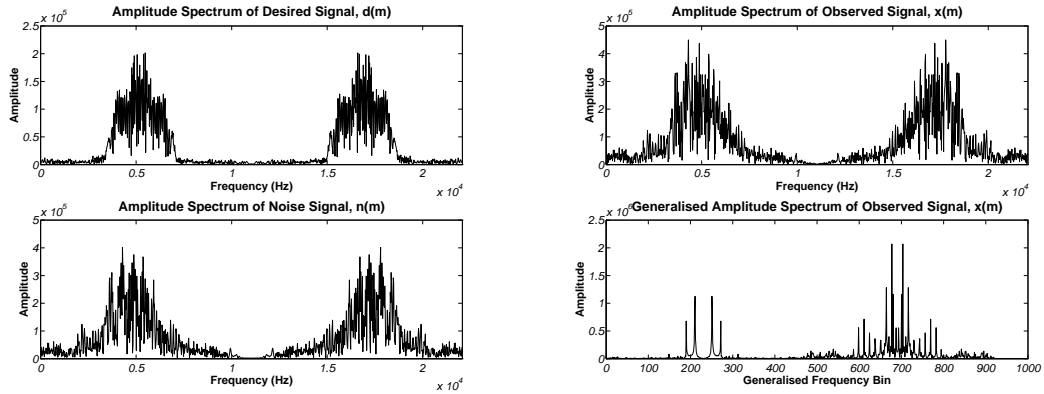 Amplitude Spectrum of Desired Signal, d(m)
x 10^5
2.5
2
1.5
1
0.5
0
Amplitude
0 0.5 1 1.5 2
Frequency (Hz)
x 10^4
Amplitude Spectrum of Observed Signal, x(m)
x 10^5
5
4
3
2
1
0
Amplitude
0 0.5 1 1.5 2
Frequency (Hz)
x 10^4
Amplitude Spectrum of Noise Signal, n(m)
x 10^5
5
4
3
2
1
0
Amplitude
0 0.5 1 1.5 2
Frequency (Hz)
x 10^4
Generalised Amplitude Spectrum of Observed Signal, x(m)
2.5
2
1.5
1
0.5
0
Amplitude
0 100 200 300 400 500 600 700 800 900 1000
Generalised Frequency Bin